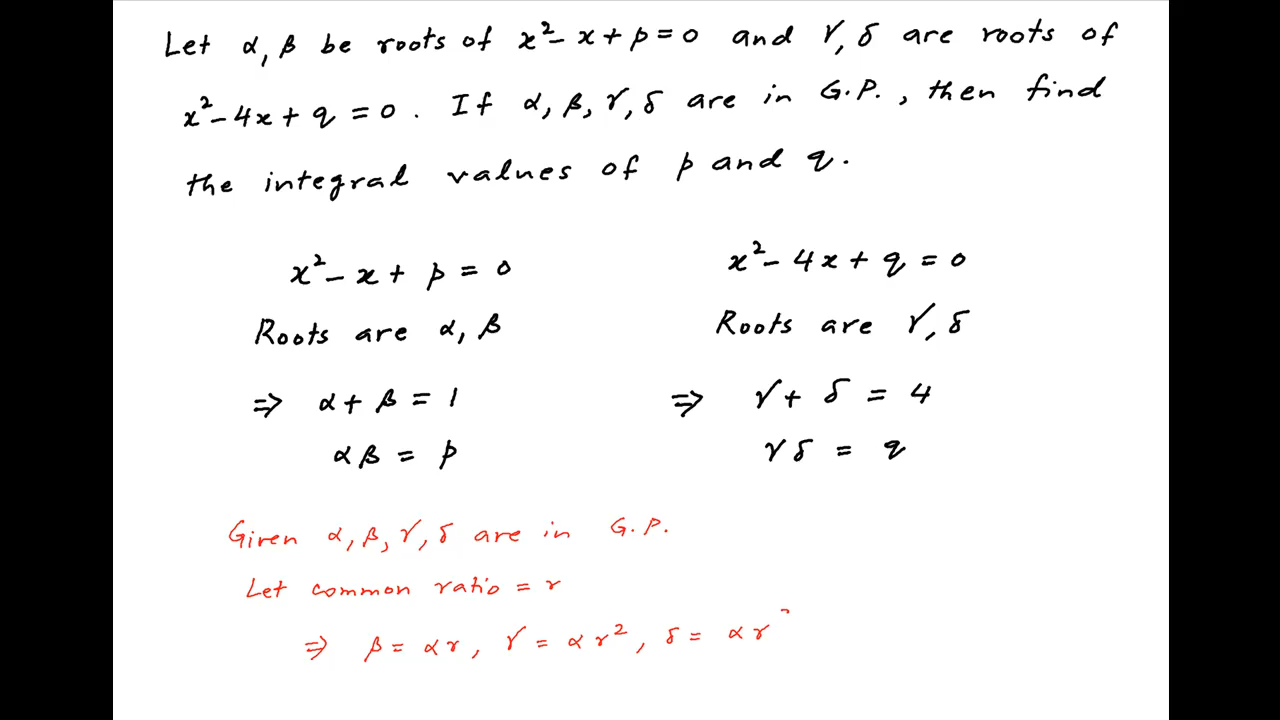 Let α, β be roots of x² - x + p = 0 and γ, δ are roots of
x² - 4x + q = 0. If α, β, γ, δ are in G.P., then find
the integral values of p and q.
x² - x + p = 0
Roots are α, β
⇒ α + β = 1
αβ = p
x² - 4x + q = 0
Roots are γ, δ
⇒ γ + δ = 4
γδ = q
Given α, β, γ, δ are in G.P.
Let common ratio = r
⇒ β = αr, γ = αr², δ = αr